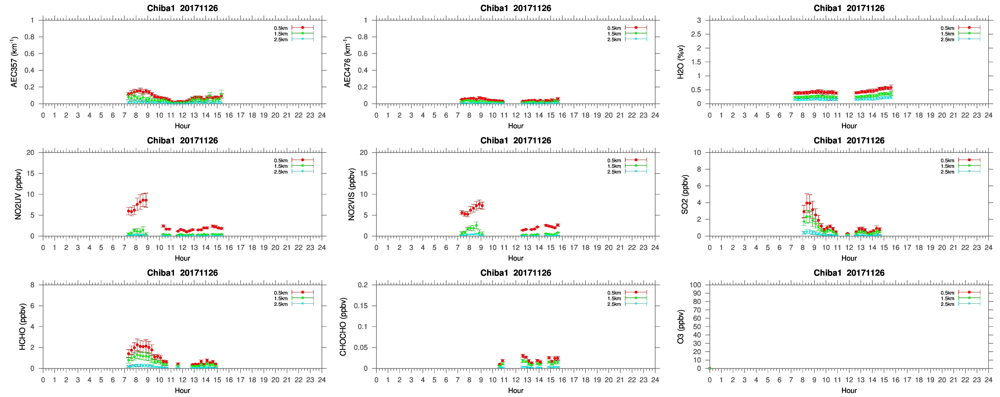 Chiba1 20171126
AEC357 (km-1)
1
0.8
0.6
0.4
0.2
0
0.5km
1.5km
2.5km
0 1 2 3 4 5 6 7 8 9 10 11 12 13 14 15 16 17 18 19 20 21 22 23 24
Hour
Chiba1 20171126
AEC476 (km-1)
1
0.8
0.6
0.4
0.2
0
0.5km
1.5km
2.5km
0 1 2 3 4 5 6 7 8 9 10 11 12 13 14 15 16 17 18 19 20 21 22 23 24
Hour
Chiba1 20171126
H2O (%v)
3
2.5
2
1.5
1
0.5
0
0.5km
1.5km
2.5km
0 1 2 3 4 5 6 7 8 9 10 11 12 13 14 15 16 17 18 19 20 21 22 23 24
Hour
Chiba1 20171126
NO2UV (ppbv)
20
15
10
5
0
0.5km
1.5km
2.5km
0 1 2 3 4 5 6 7 8 9 10 11 12 13 14 15 16 17 18 19 20 21 22 23 24
Hour
Chiba1 20171126
NO2VIS (ppbv)
20
15
10
5
0
0.5km
1.5km
2.5km
0 1 2 3 4 5 6 7 8 9 10 11 12 13 14 15 16 17 18 19 20 21 22 23 24
Hour
Chiba1 20171126
SO2 (ppbv)
10
8
6
4
2
0
0.5km
1.5km
2.5km
0 1 2 3 4 5 6 7 8 9 10 11 12 13 14 15 16 17 18 19 20 21 22 23 24
Hour
Chiba1 20171126
HCHO (ppbv)
8
6
4
2
0
0.5km
1.5km
2.5km
0 1 2 3 4 5 6 7 8 9 10 11 12 13 14 15 16 17 18 19 20 21 22 23 24
Hour
Chiba1 20171126
CHOCHO (ppbv)
0.2
0.15
0.1
0.05
0
0.5km
1.5km
2.5km
0 1 2 3 4 5 6 7 8 9 10 11 12 13 14 15 16 17 18 19 20 21 22 23 24
Hour
Chiba1 20171126
O3 (ppbv)
100
90
80
70
60
50
40
30
20
10
0
0.5km
1.5km
2.5km
0 1 2 3 4 5 6 7 8 9 10 11 12 13 14 15 16 17 18 19 20 21 22 23 24
Hour